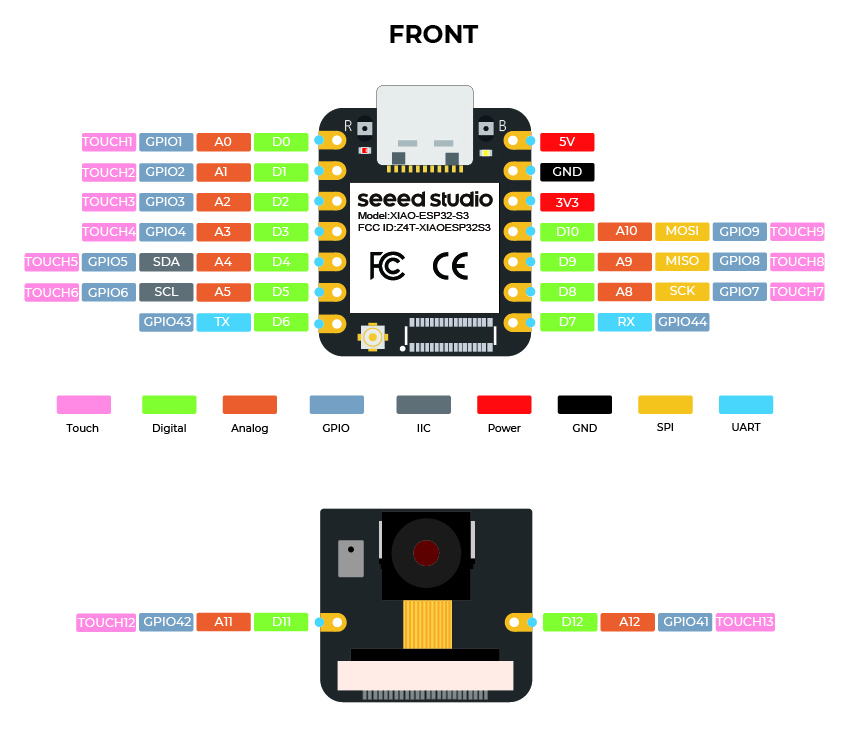 FRONT
R B
TOUCH1 GPIO1 A0 D0 5V
TOUCH2 GPIO2 A1 D1 GND
TOUCH3 GPIO3 A2 D2 seeed studio 3V3
Model:XIAO-ESP32-S3
FCC ID:Z4T-XIAOESP32S3
TOUCH4 GPIO4 A3 D3 D10 A10 MOSI GPIO9 TOUCH9
TOUCH5 GPIO5 SDA A4 D4 FC CE D9 A9 MISO GPIO8 TOUCH8
TOUCH6 GPIO6 SCL A5 D5 D8 A8 SCK GPIO7 TOUCH7
GPIO43 TX D6 D7 RX GPIO44
Touch Digital Analog GPIO IIC Power GND SPI UART
TOUCH12 GPIO42 A11 D11 D12 A12 GPIO41 TOUCH13